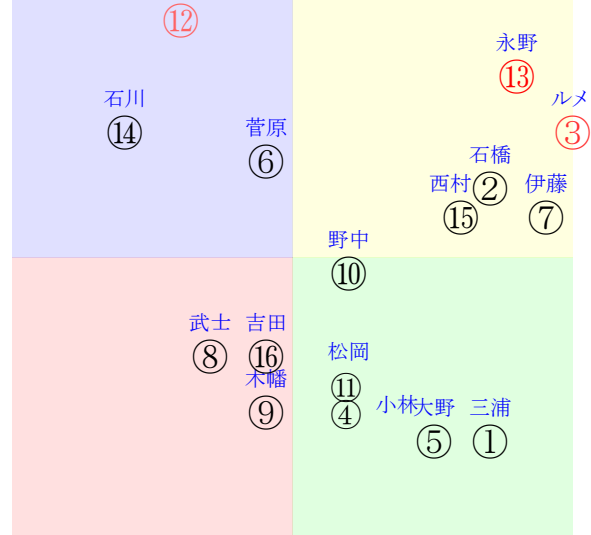 ⑫
永野
⑬
石川
ルメ
⑭
③
菅原
⑥
石橋
②
西村
伊藤
⑮
⑦
野中
⑩
武士
吉田
⑧
⑯
松岡
⑪
木幡
⑨
④
小林
大野
三浦
⑤
①